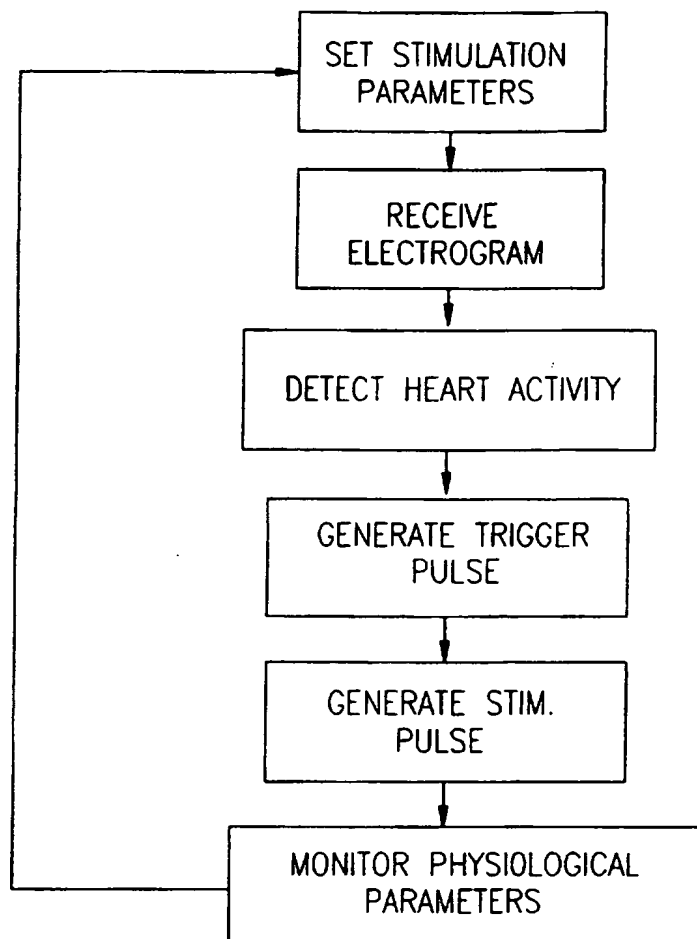 SET STIMULATION
PARAMETERS
RECEIVE
ELECTROGRAM
DETECT HEART ACTIVITY
GENERATE TRIGGER
PULSE
GENERATE STIM.
PULSE
MONITOR PHYSIOLOGICAL
PARAMETERS